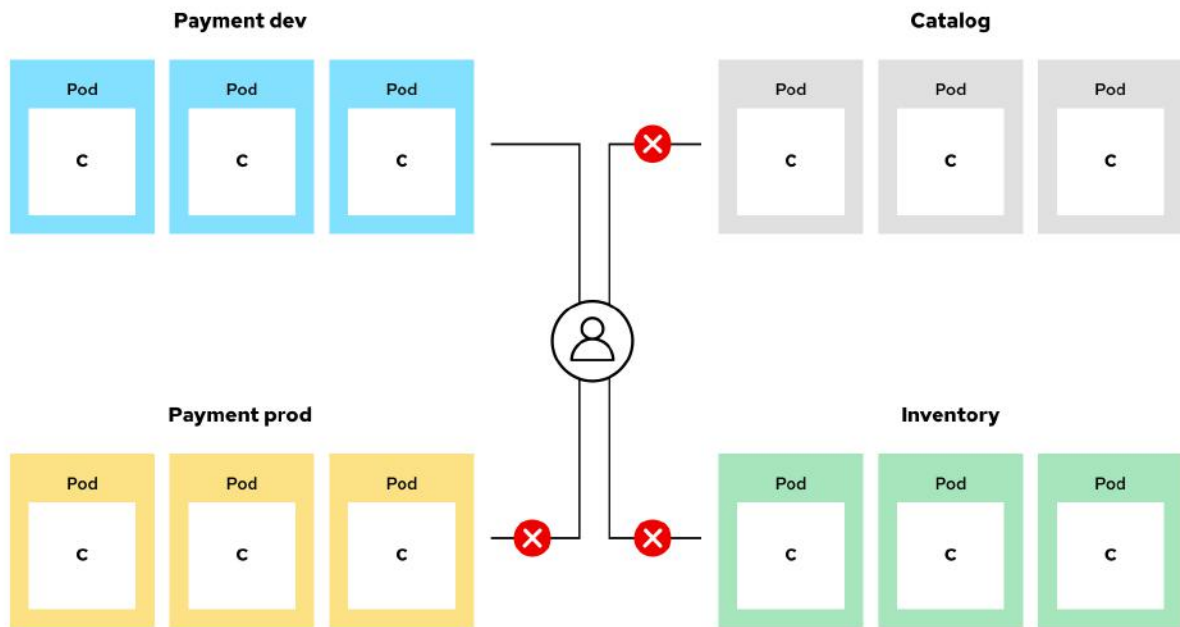 Payment dev
Catalog
Pod Pod Pod
Pod Pod Pod
C C C
C C C
Payment prod
Inventory
Pod Pod Pod
Pod Pod Pod
C C C
C C C